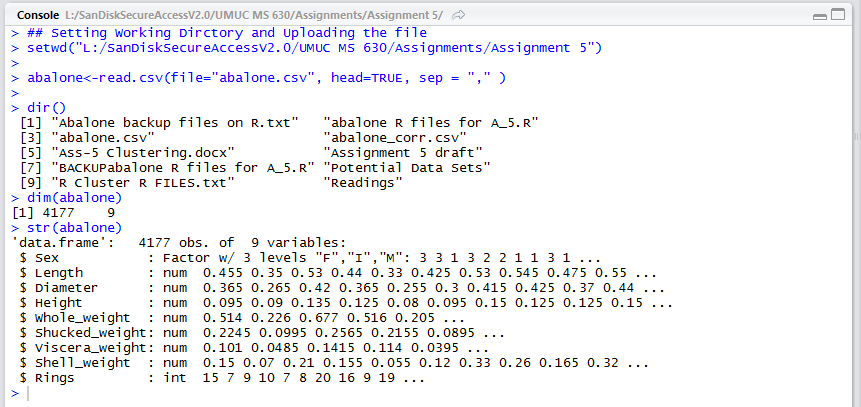 Console L:/SanDiskSecureAccessV2.0/UMUC MS 630/Assignments/Assignment 5/
> ## Setting Working Dirctory and Uploading the file
> setwd("L:/SanDiskSecureAccessV2.0/UMUC MS 630/Assignments/Assignment 5")
>
> abalone<-read.csv(file="abalone.csv", head=TRUE, sep = "," )
>
> dir()
[1] "Abalone backup files on R.txt" "abalone R files for A_5.R"
[3] "abalone.csv" "abalone_corr.csv"
[5] "Ass-5 Clustering.docx" "Assignment 5 draft"
[7] "BACKUPabalone R files for A_5.R" "Potential Data Sets"
[9] "R Cluster R FILES.txt" "Readings"
> dim(abalone)
[1] 4177 9
> str(abalone)
'data.frame': 4177 obs. of 9 variables:
$ Sex : Factor w/ 3 levels "F","I","M": 3 3 1 3 2 2 1 1 3 1 ...
$ Length : num 0.455 0.35 0.53 0.44 0.33 0.425 0.53 0.545 0.475 0.55 ...
$ Diameter : num 0.365 0.265 0.42 0.365 0.255 0.3 0.415 0.425 0.37 0.44 ...
$ Height : num 0.095 0.09 0.135 0.125 0.08 0.095 0.15 0.125 0.125 0.15 ...
$ Whole_weight : num 0.514 0.226 0.677 0.516 0.205 ...
$ Shucked_weight: num 0.2245 0.0995 0.2565 0.2155 0.0895 ...
$ Viscera_weight: num 0.101 0.0485 0.1415 0.114 0.0395 ...
$ Shell_weight : num 0.15 0.07 0.21 0.155 0.055 0.12 0.33 0.26 0.165 0.32 ...
$ Rings : int 15 7 9 10 7 8 20 16 9 19 ...
>